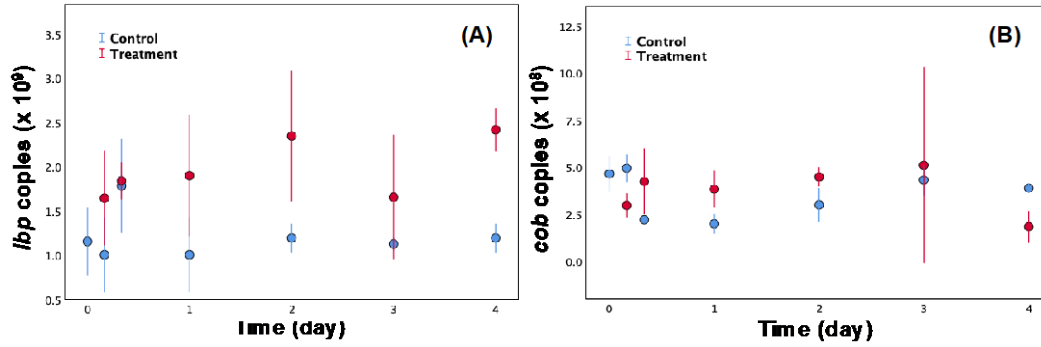 (A)
Control
Treatment
3.5
3.0
2.5
2.0
1.5
1.0
0.5
lbp copies (x 10⁹)
0 1 2 3 4
Time (day)
(B)
Control
Treatment
12.5
10.0
7.5
5.0
2.5
0.0
cob copies (x 10⁸)
0 1 2 3 4
Time (day)